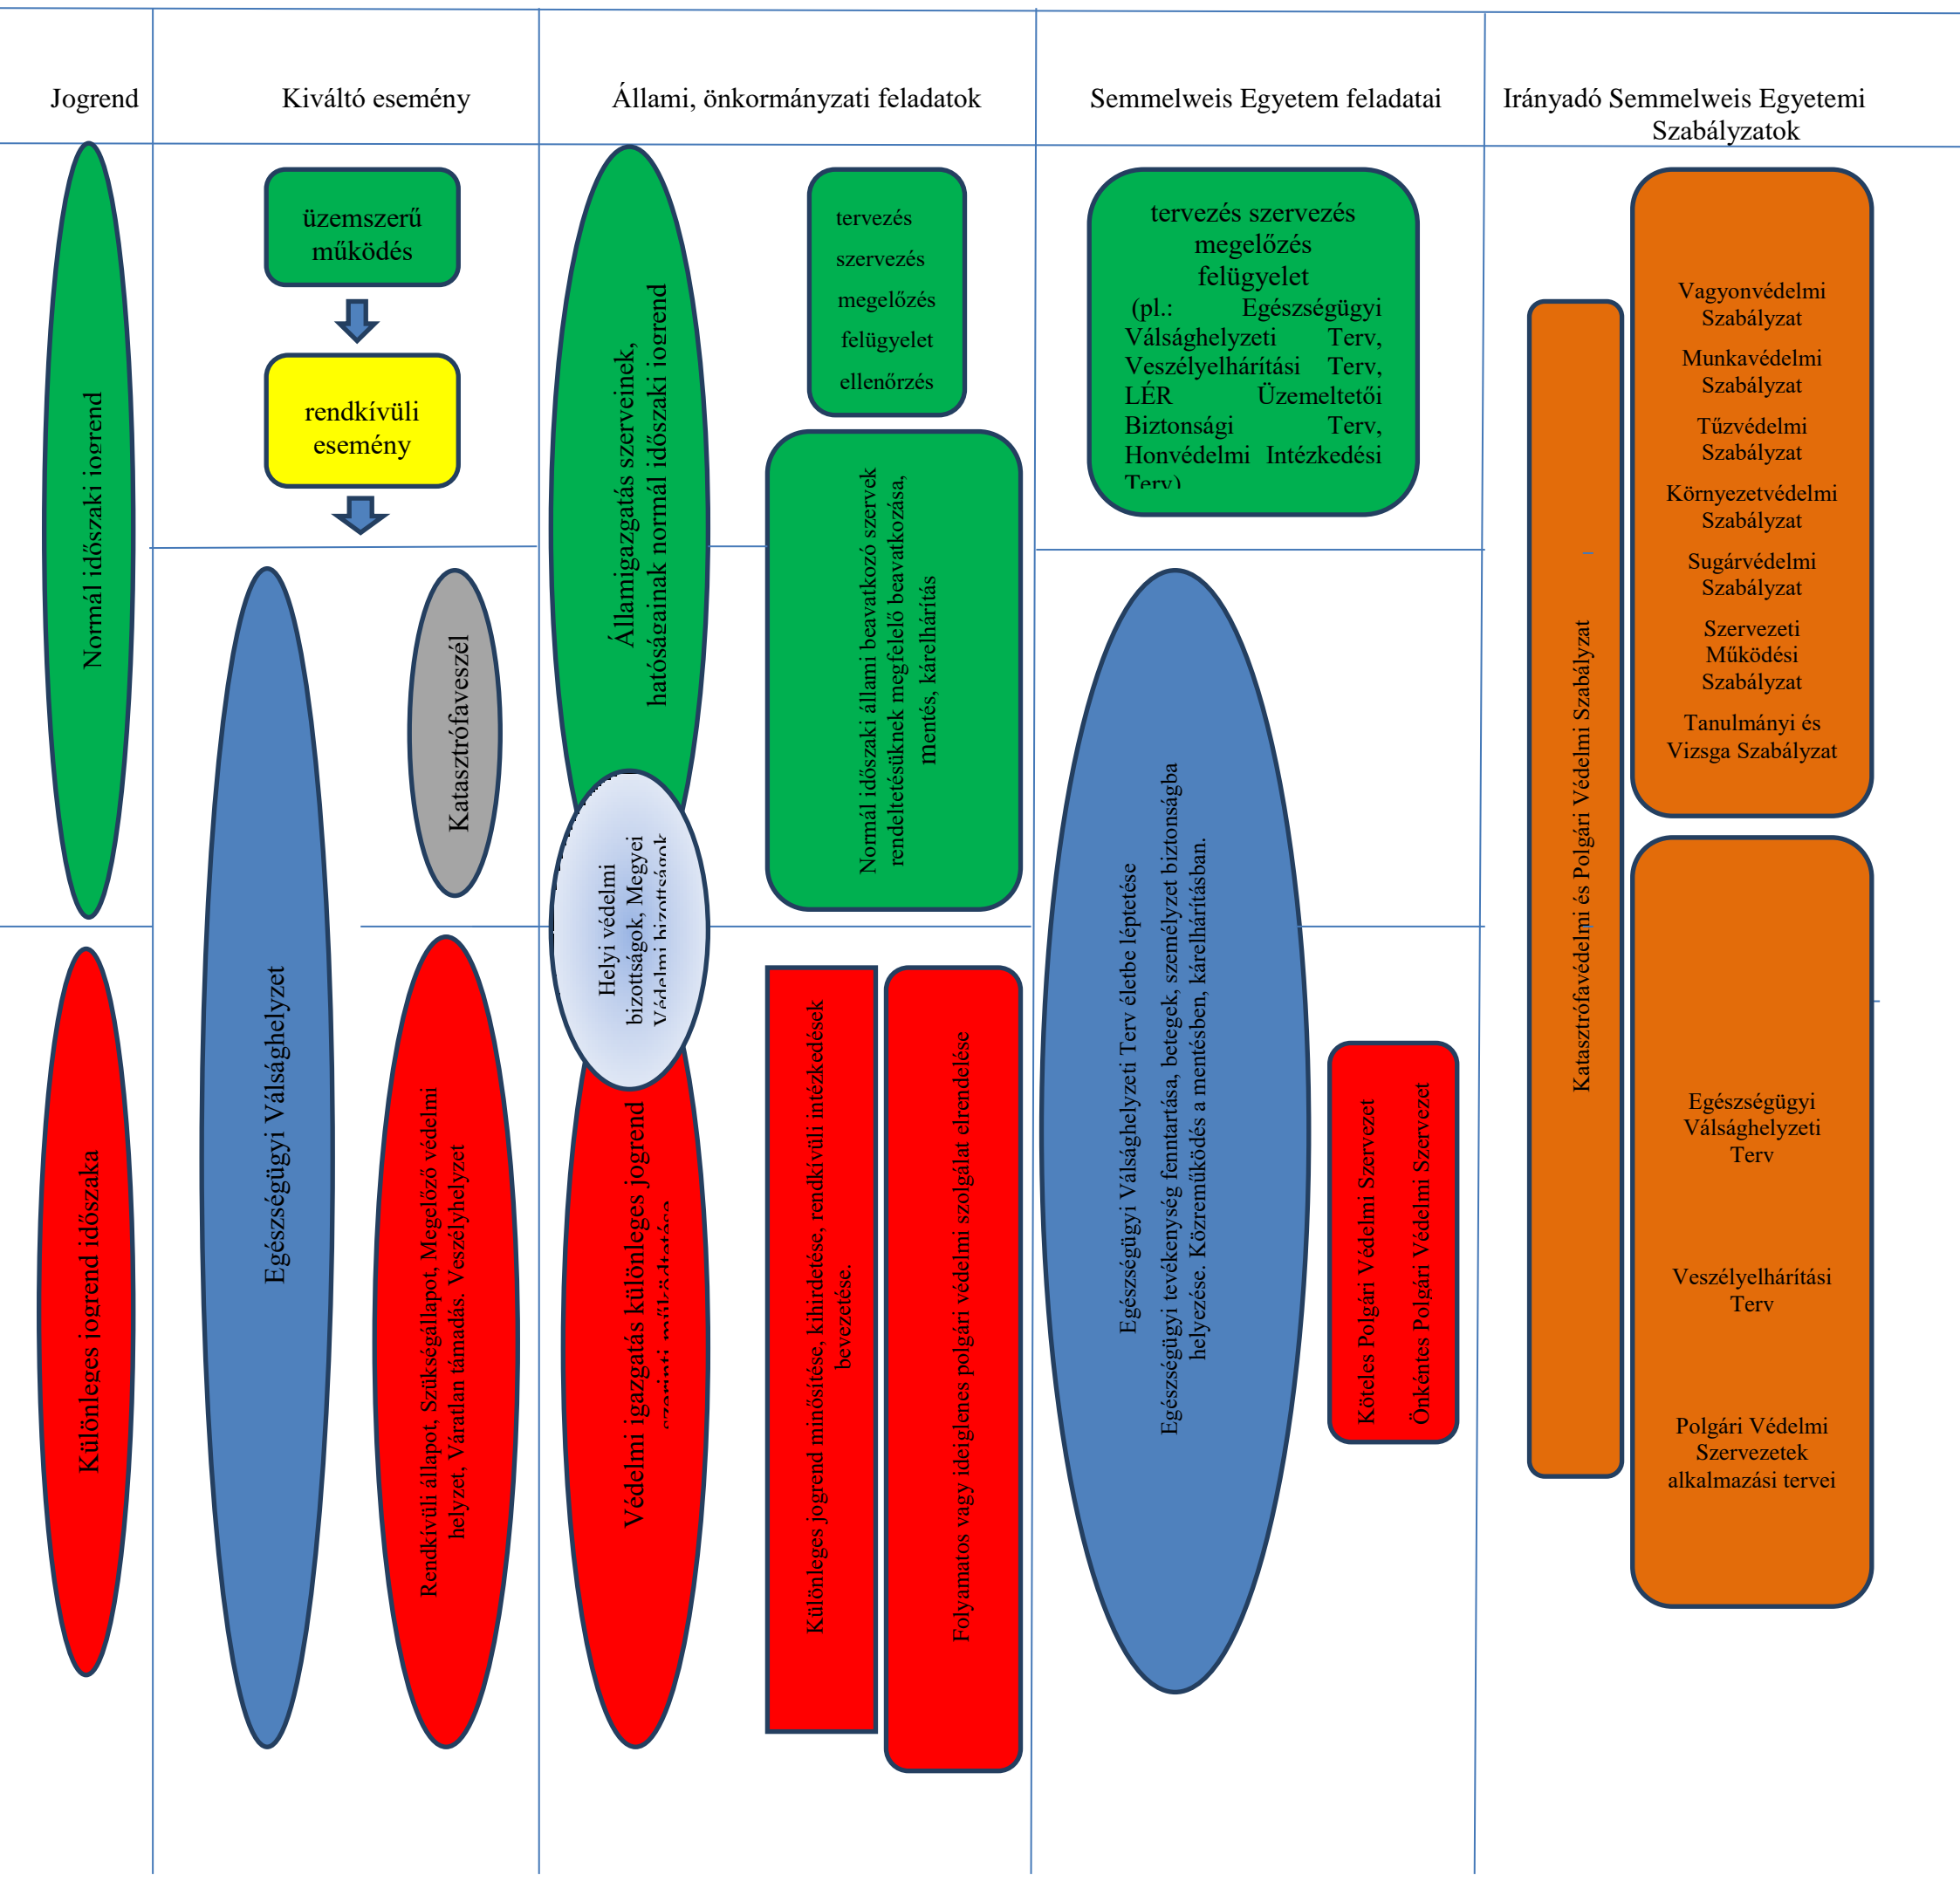 Jogrend
Kiváltó esemény
Állami, önkormányzati feladatok
Semmelweis Egyetem feladatai
Irányadó Semmelweis Egyetemi
Szabályzatok
Normál időszaki jogrend
Különleges jogrend időszaka
üzemszerű
működés
rendkívüli
esemény
Egészségügyi Válsághelyzet
Katasztrófaveszél
Rendkívüli állapot, Szükségállapot, Megelőző védelmi
helyzet, Váratlan támadás. Veszélyhelyzet
Államigazgatás szerveinek,
hatóságainak normál időszaki jogrend
Helyi védelmi
bizottságok, Megyei
Védelmi bizottságok
Védelmi igazgatás különleges jogrend
szerinti működtetése
tervezés
szervezés
megelőzés
felügyelet
ellenőrzés
Normál időszaki állami beavatkozó szervek
rendeltetésüknek megfelelő beavatkozása,
mentés, kárelhárítás
Különleges jogrend minősítése, kihirdetése, rendkívüli intézkedések
bevezetése.
Folyamatos vagy ideiglenes polgári védelmi szolgálat elrendelése
tervezés szervezés
megelőzés
felügyelet
(pl.: Egészségügyi
Válsághelyzeti Terv,
Veszélyelhárítási Terv,
LÉR Üzemeltetői
Biztonsági Terv,
Honvédelmi Intézkedési
Terv)
Egészségügyi Válsághelyzeti Terv életbe léptetése
Egészségügyi tevékenység fenntartása, betegek, személyzet biztonságba
helyezése. Közreműködés a mentésben, kárelhárításban.
Köteles Polgári Védelmi Szervezet
Önkéntes Polgári Védelmi Szervezet
Katasztrófavédelmi és Polgári Védelmi Szabályzat
Vagyonvédelmi
Szabályzat
Munkavédelmi
Szabályzat
Tűzvédelmi
Szabályzat
Környezetvédelmi
Szabályzat
Sugárvédelmi
Szabályzat
Szervezeti
Működési
Szabályzat
Tanulmányi és
Vizsga Szabályzat
Egészségügyi
Válsághelyzeti
Terv
Veszélyelhárítási
Terv
Polgári Védelmi
Szervezetek
alkalmazási tervei